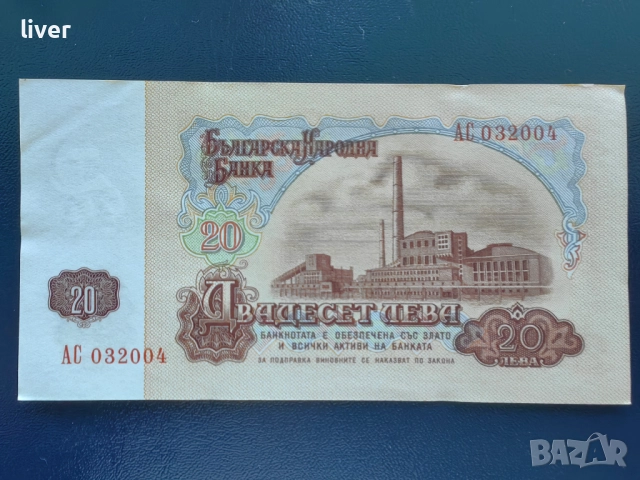 liver
АС 032004
Българска Народна
Банка
20
20
Двадесет лева
БАНКНОТАТА Е ОБЕЗПЕЧЕНА СЪС ЗЛАТО
И ВСИЧКИ АКТИВИ НА БАНКАТА
ЗА ПОДПРАВКА ВИНОВНИТЕ СЕ НАКАЗВАТ ПО ЗАКОНА
20
ЛЕВА
АС 032004
BAZAR